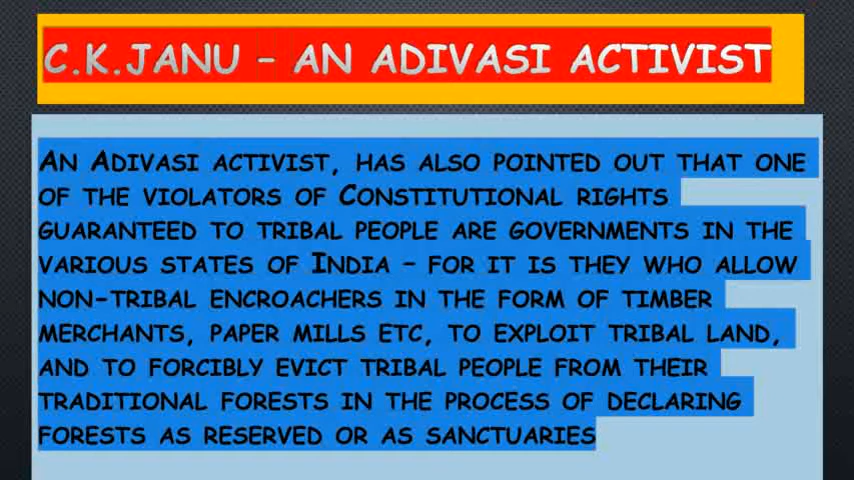 C.K.JANU – AN ADIVASI ACTIVIST
AN ADIVASI ACTIVIST, HAS ALSO POINTED OUT THAT ONE
OF THE VIOLATORS OF CONSTITUTIONAL RIGHTS
GUARANTEED TO TRIBAL PEOPLE ARE GOVERNMENTS IN THE
VARIOUS STATES OF INDIA – FOR IT IS THEY WHO ALLOW
NON-TRIBAL ENCROACHERS IN THE FORM OF TIMBER
MERCHANTS, PAPER MILLS ETC, TO EXPLOIT TRIBAL LAND,
AND TO FORCIBLY EVICT TRIBAL PEOPLE FROM THEIR
TRADITIONAL FORESTS IN THE PROCESS OF DECLARING
FORESTS AS RESERVED OR AS SANCTUARIES